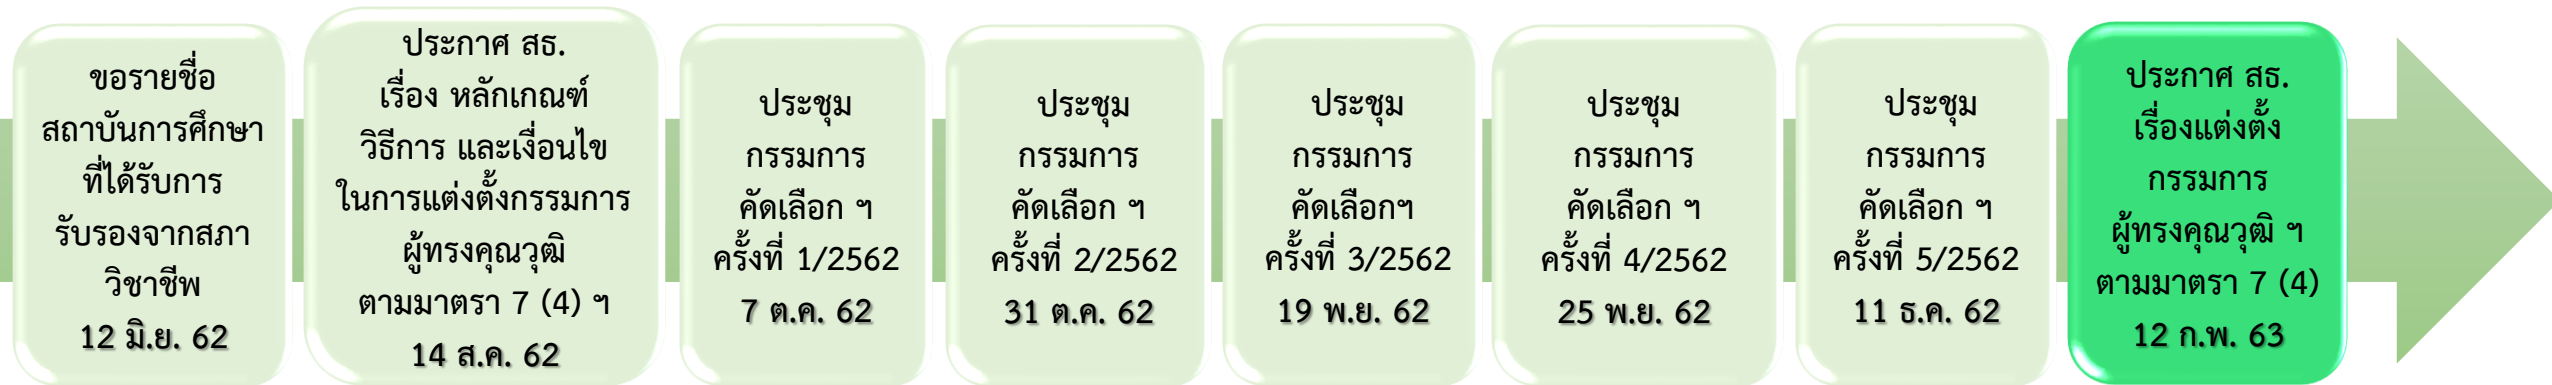 ขอรายชื่อ
สถาบันการศึกษา
ที่ได้รับการ
รับรองจากสภา
วิชาชีพ
12 มิ.ย. 62
ประกาศ สธ.
เรื่อง หลักเกณฑ์
วิธีการ และเงื่อนไข
ในการแต่งตั้งกรรมการ
ผู้ทรงคุณวุฒิ
ตามมาตรา 7 (4) ฯ
14 ส.ค. 62
ประชุม
กรรมการ
คัดเลือก ฯ
ครั้งที่ 1/2562
7 ต.ค. 62
ประชุม
กรรมการ
คัดเลือก ฯ
ครั้งที่ 2/2562
31 ต.ค. 62
ประชุม
กรรมการ
คัดเลือกฯ
ครั้งที่ 3/2562
19 พ.ย. 62
ประชุม
กรรมการ
คัดเลือก ฯ
ครั้งที่ 4/2562
25 พ.ย. 62
ประชุม
กรรมการ
คัดเลือก ฯ
ครั้งที่ 5/2562
11 ธ.ค. 62
ประกาศ สธ.
เรื่องแต่งตั้ง
กรรมการ
ผู้ทรงคุณวุฒิ ฯ
ตามมาตรา 7 (4)
12 ก.พ. 63